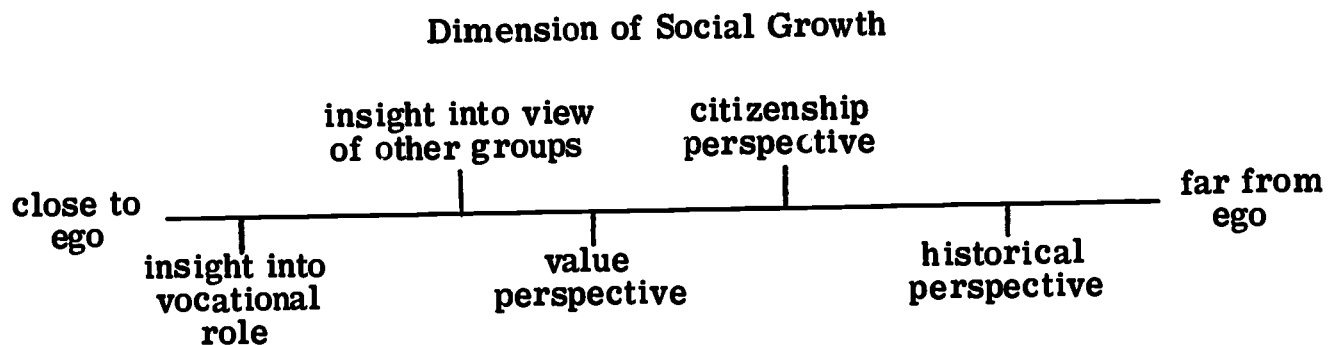 Dimension of Social Growth
insight into view
of other groups
citizenship
perspective
close to
ego
far from
ego
insight into
vocational
role
value
perspective
historical
perspective